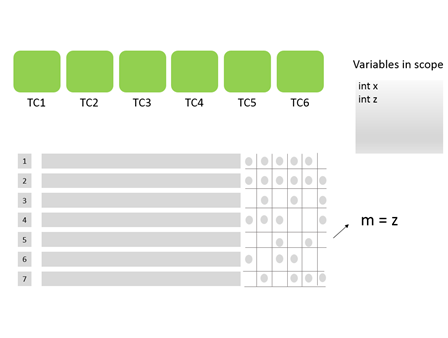 TC1 TC2 TC3 TC4 TC5 TC6
Variables in scope
int x
int z
1
2
3
4
5
6
7
m = z